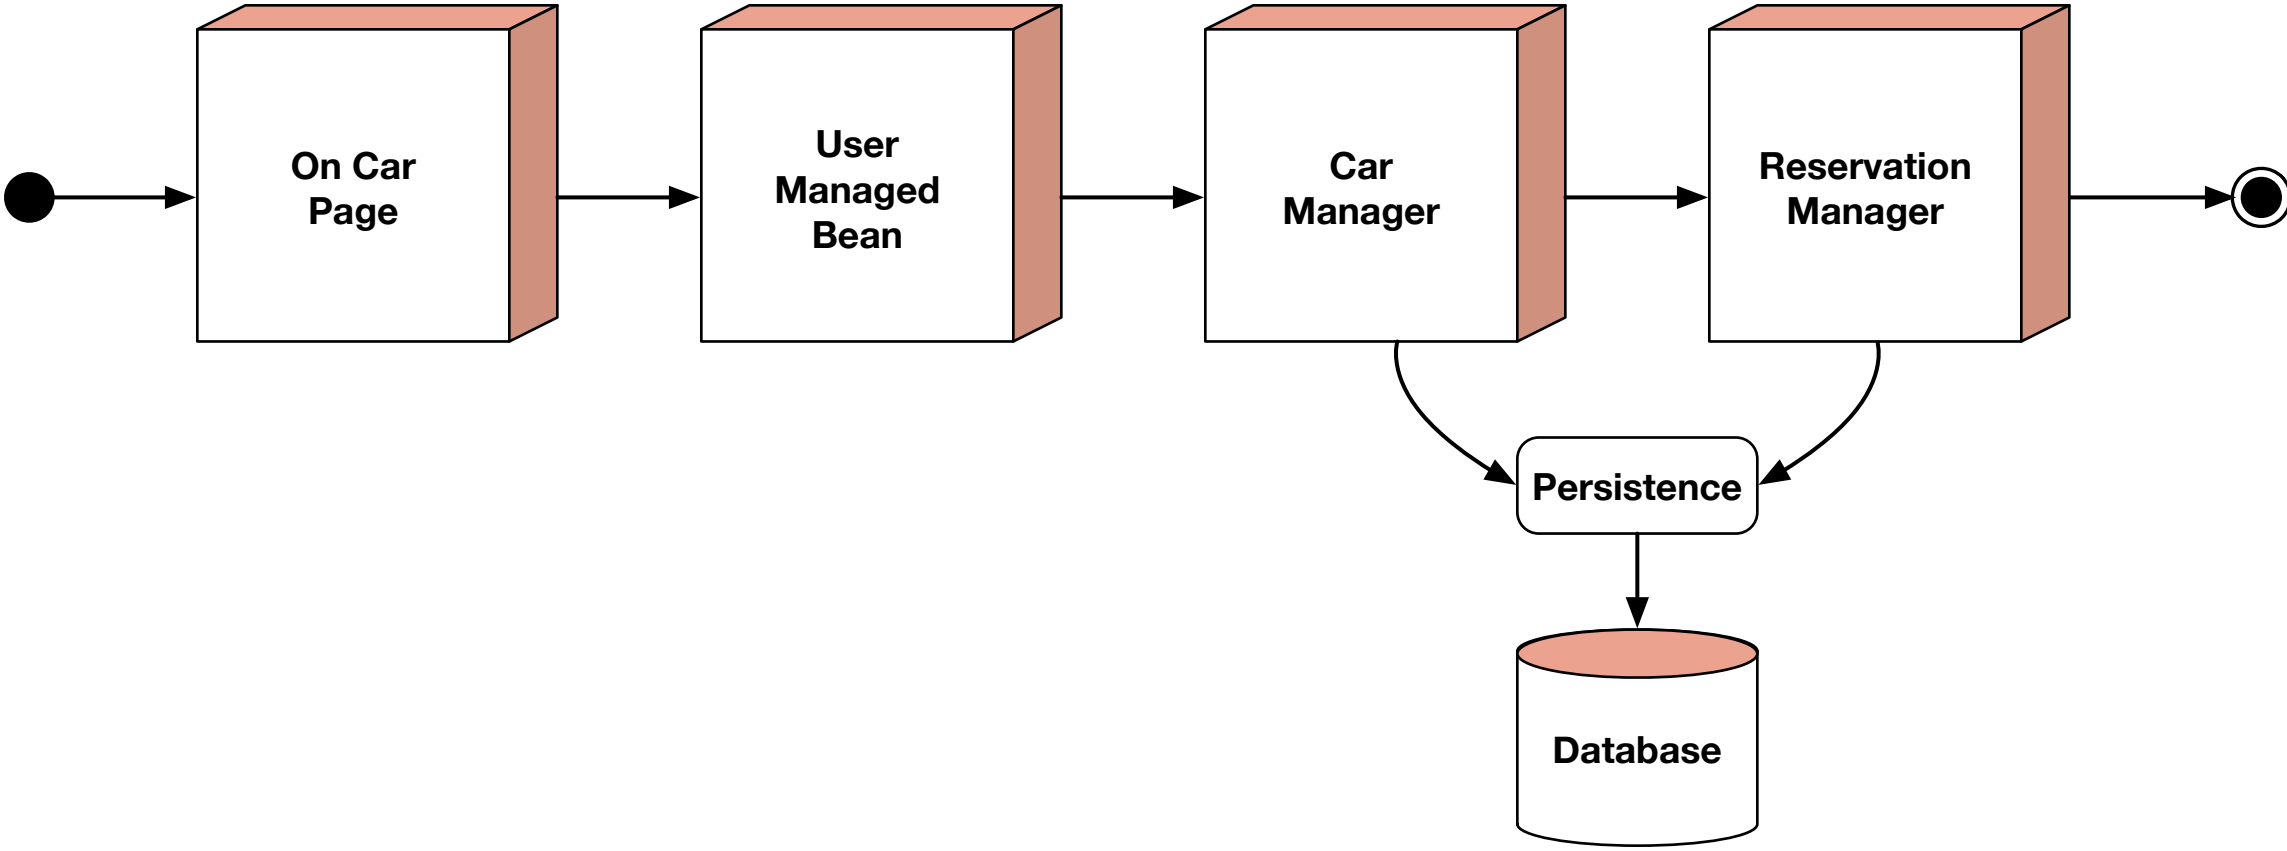 On Car
Page
User
Managed
Bean
Car
Manager
Reservation
Manager
Persistence
Database